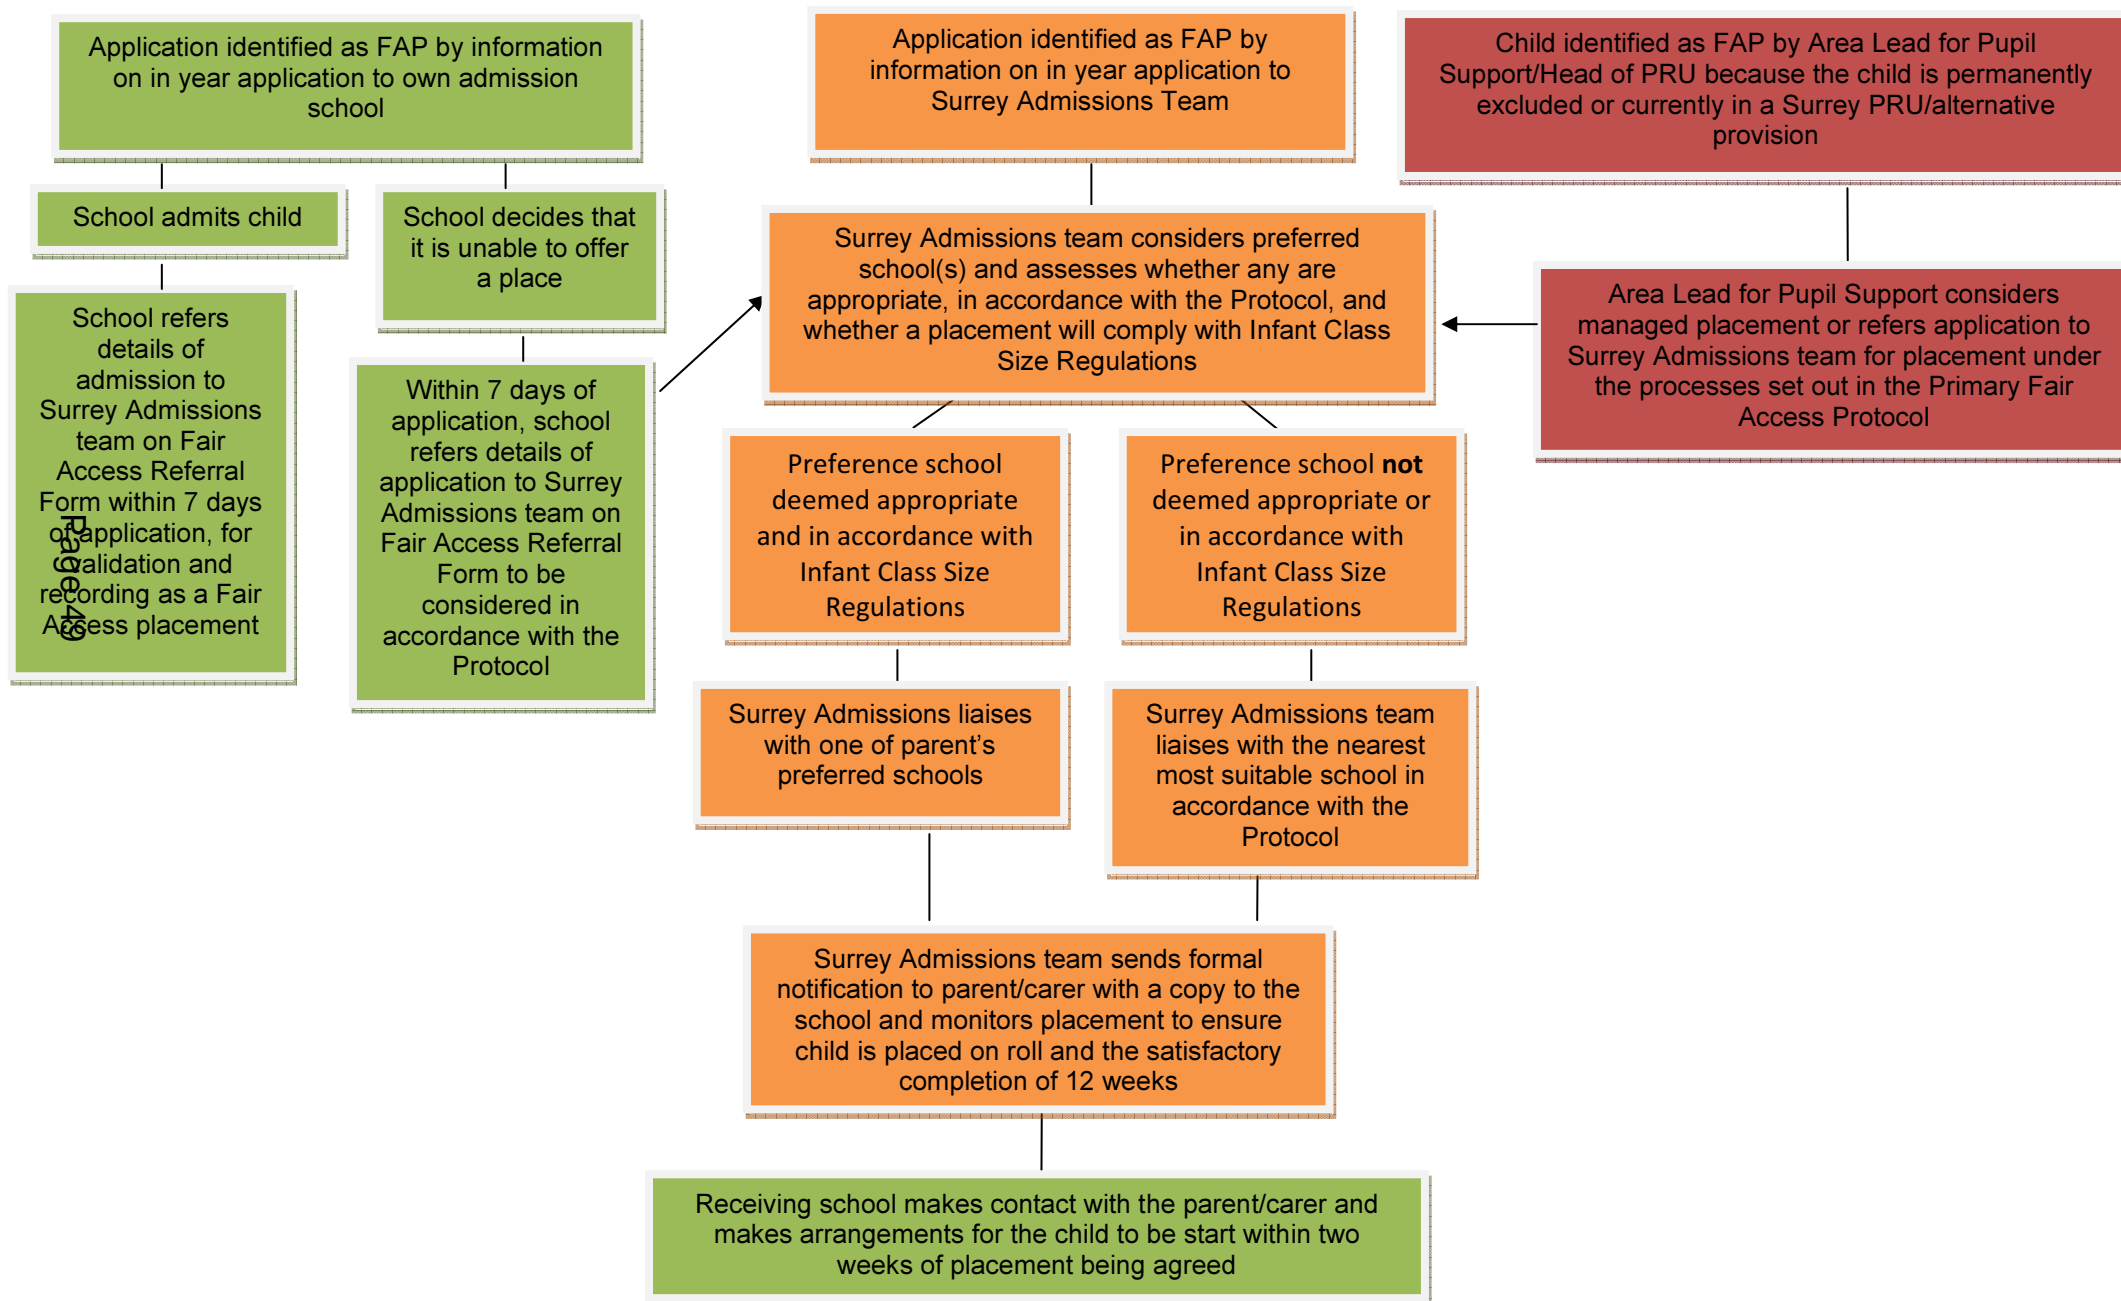 Application identified as FAP by information
on in year application to own admission
school
Application identified as FAP by
information on in year application to
Surrey Admissions Team
Child identified as FAP by Area Lead for Pupil
Support/Head of PRU because the child is permanently
excluded or currently in a Surrey PRU/alternative
provision
School admits child
School decides that
it is unable to offer
a place
Surrey Admissions team considers preferred
school(s) and assesses whether any are
appropriate, in accordance with the Protocol, and
whether a placement will comply with Infant Class
Size Regulations
Area Lead for Pupil Support considers
managed placement or refers application to
Surrey Admissions team for placement under
the processes set out in the Primary Fair
Access Protocol
School refers
details of
admission to
Surrey Admissions
team on Fair
Access Referral
Form within 7 days
of application, for
validation and
recording as a Fair
Access placement
Page 49
Within 7 days of
application, school
refers details of
application to Surrey
Admissions team on
Fair Access Referral
Form to be
considered in
accordance with the
Protocol
Preference school
deemed appropriate
and in accordance with
Infant Class Size
Regulations
Preference school not
deemed appropriate or
in accordance with
Infant Class Size
Regulations
Surrey Admissions liaises
with one of parent’s
preferred schools
Surrey Admissions team
liaises with the nearest
most suitable school in
accordance with the
Protocol
Surrey Admissions team sends formal
notification to parent/carer with a copy to the
school and monitors placement to ensure
child is placed on roll and the satisfactory
completion of 12 weeks
Receiving school makes contact with the parent/carer and
makes arrangements for the child to be start within two
weeks of placement being agreed